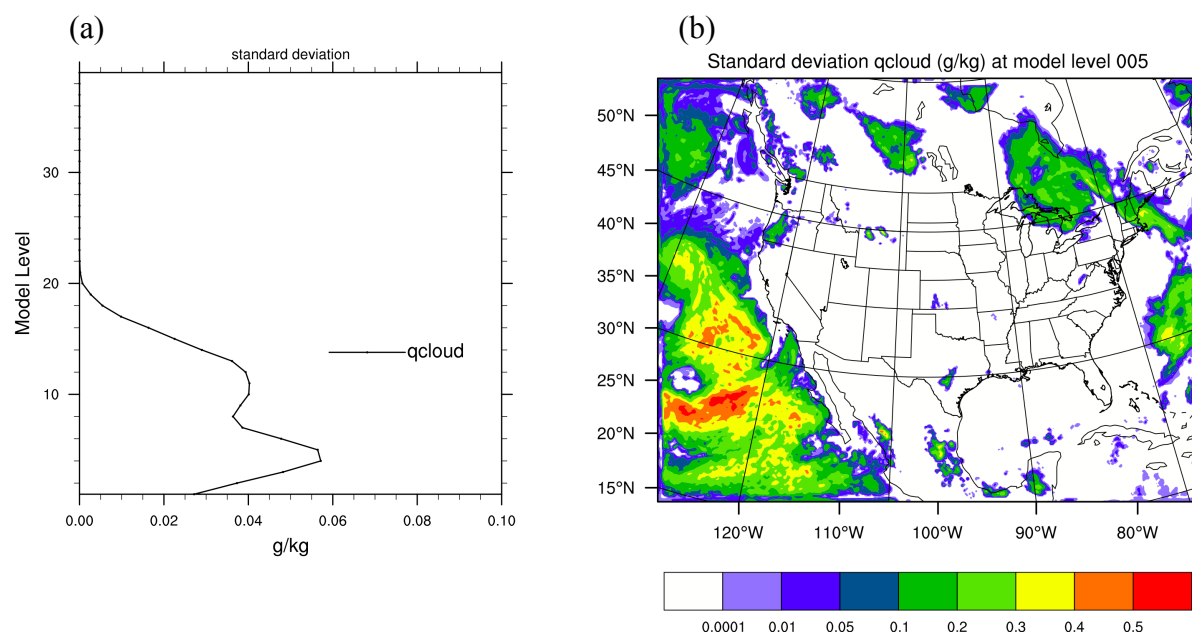 (a)
standard deviation
30
20
10
Model Level
qcloud
0.00 0.02 0.04 0.06 0.08 0.10
g/kg
(b)
Standard deviation qcloud (g/kg) at model level 005
50°N
45°N
40°N
35°N
30°N
25°N
20°N
15°N
120°W 110°W 100°W 90°W 80°W
0.0001 0.01 0.05 0.1 0.2 0.3 0.4 0.5